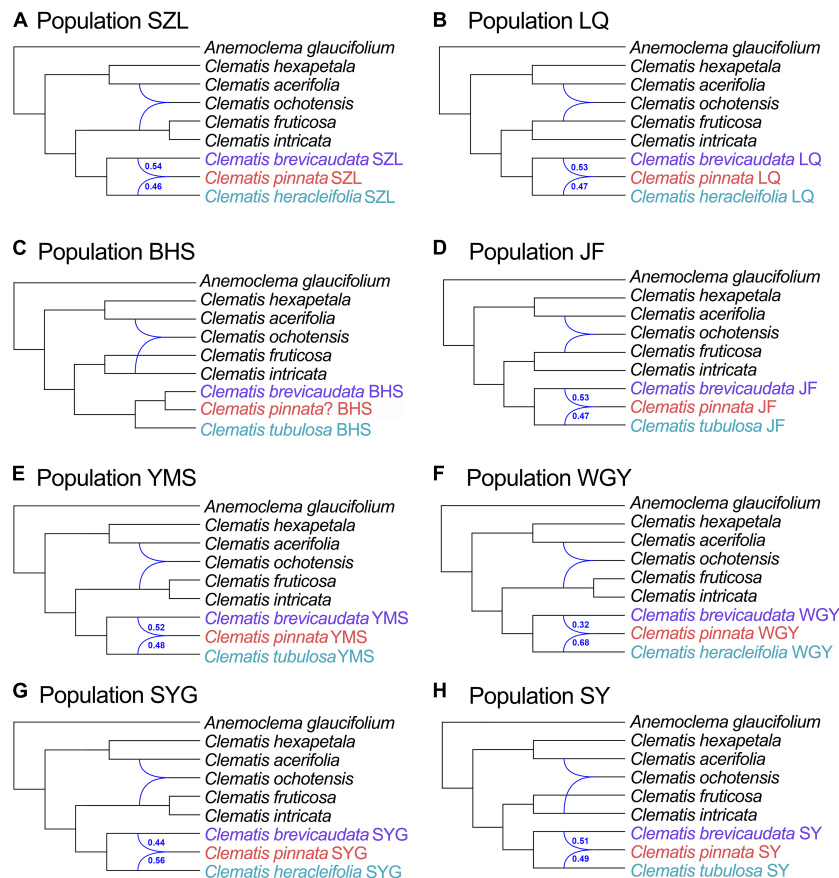 A Population SZL
Anemoclema glaucifolium
Clematis hexapetala
Clematis acerifolia
Clematis ochotensis
Clematis fruticosa
Clematis intricata
Clematis brevicaudata SZL
0.54
Clematis pinnata SZL
0.46
Clematis heracleifolia SZL
B Population LQ
Anemoclema glaucifolium
Clematis hexapetala
Clematis acerifolia
Clematis ochotensis
Clematis fruticosa
Clematis intricata
Clematis brevicaudata LQ
0.53
Clematis pinnata LQ
0.47
Clematis heracleifolia LQ
C Population BHS
Anemoclema glaucifolium
Clematis hexapetala
Clematis acerifolia
Clematis ochotensis
Clematis fruticosa
Clematis intricata
Clematis brevicaudata BHS
Clematis pinnata? BHS
Clematis tubulosa BHS
D Population JF
Anemoclema glaucifolium
Clematis hexapetala
Clematis acerifolia
Clematis ochotensis
Clematis fruticosa
Clematis intricata
Clematis brevicaudata JF
0.53
Clematis pinnata JF
0.47
Clematis tubulosa JF
E Population YMS
Anemoclema glaucifolium
Clematis hexapetala
Clematis acerifolia
Clematis ochotensis
Clematis fruticosa
Clematis intricata
Clematis brevicaudata YMS
0.52
Clematis pinnata YMS
0.48
Clematis tubulosa YMS
F Population WGY
Anemoclema glaucifolium
Clematis hexapetala
Clematis acerifolia
Clematis ochotensis
Clematis fruticosa
Clematis intricata
Clematis brevicaudata WGY
0.32
Clematis pinnata WGY
0.68
Clematis heracleifolia WGY
G Population SYG
Anemoclema glaucifolium
Clematis hexapetala
Clematis acerifolia
Clematis ochotensis
Clematis fruticosa
Clematis intricata
Clematis brevicaudata SYG
0.44
Clematis pinnata SYG
0.56
Clematis heracleifolia SYG
H Population SY
Anemoclema glaucifolium
Clematis hexapetala
Clematis acerifolia
Clematis ochotensis
Clematis fruticosa
Clematis intricata
Clematis brevicaudata SY
0.51
Clematis pinnata SY
0.49
Clematis tubulosa SY